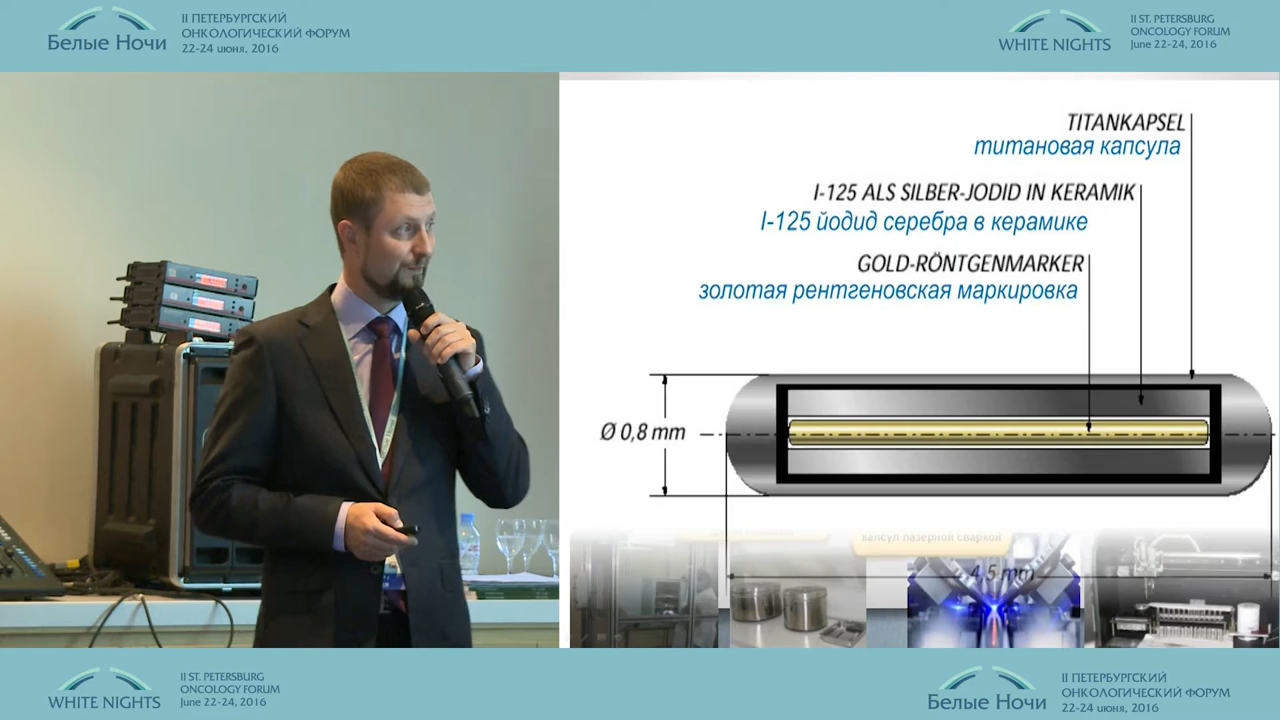 Белые Ночи
II ПЕТЕРБУРГСКИЙ
ОНКОЛОГИЧЕСКИЙ ФОРУМ
22-24 июня, 2016
WHITE NIGHTS
II ST. PETERSBURG
ONCOLOGY FORUM
June 22-24, 2016
TITANKAPSEL
титановая капсула
I-125 ALS SILBER-JODID IN KERAMIK
I-125 йодид серебра в керамике
GOLD-RÖNTGENMARKER
золотая рентгеновская маркировка
Ø 0,8 mm
капсул лазерной сваркой
4,5 mm
WHITE NIGHTS
II ST. PETERSBURG
ONCOLOGY FORUM
June 22-24, 2016
Белые Ночи
II ПЕТЕРБУРГСКИЙ
ОНКОЛОГИЧЕСКИЙ ФОРУМ
22-24 июня, 2016